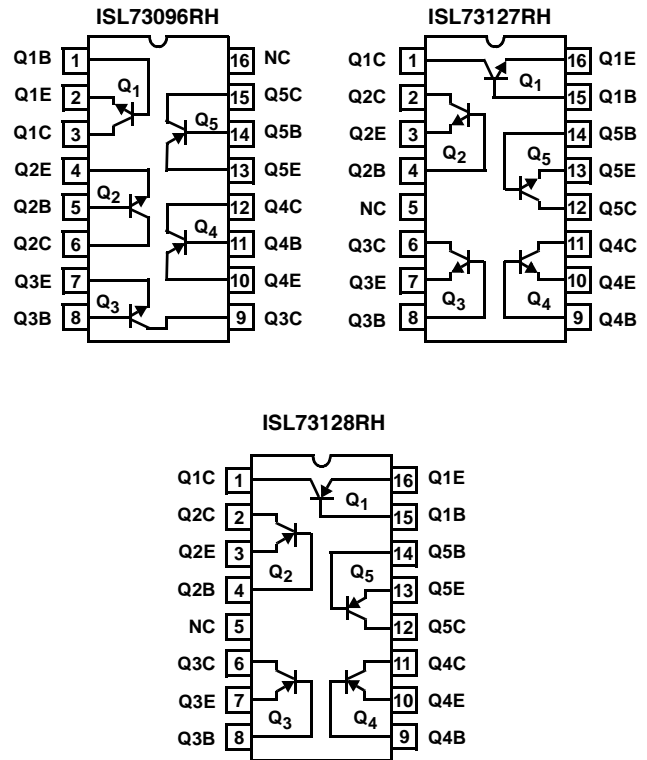 ISL73096RH
Q1B 1 16 NC
Q1
Q1E 2 15 Q5C
Q5
Q1C 3 14 Q5B
Q2E 4 13 Q5E
Q2
Q2B 5 12 Q4C
Q4
Q2C 6 11 Q4B
Q3E 7 10 Q4E
Q3
Q3B 8 9 Q3C
ISL73127RH
Q1C 1 16 Q1E
Q1
Q2C 2 15 Q1B
Q2E 3 14 Q5B
Q2 Q5
Q2B 4 13 Q5E
NC 5 12 Q5C
Q3C 6 11 Q4C
Q3E 7 10 Q4E
Q3 Q4
Q3B 8 9 Q4B
ISL73128RH
Q1C 1 16 Q1E
Q1
Q2C 2 15 Q1B
Q2E 3 14 Q5B
Q2 Q5
Q2B 4 13 Q5E
NC 5 12 Q5C
Q3C 6 11 Q4C
Q3E 7 10 Q4E
Q3 Q4
Q3B 8 9 Q4B